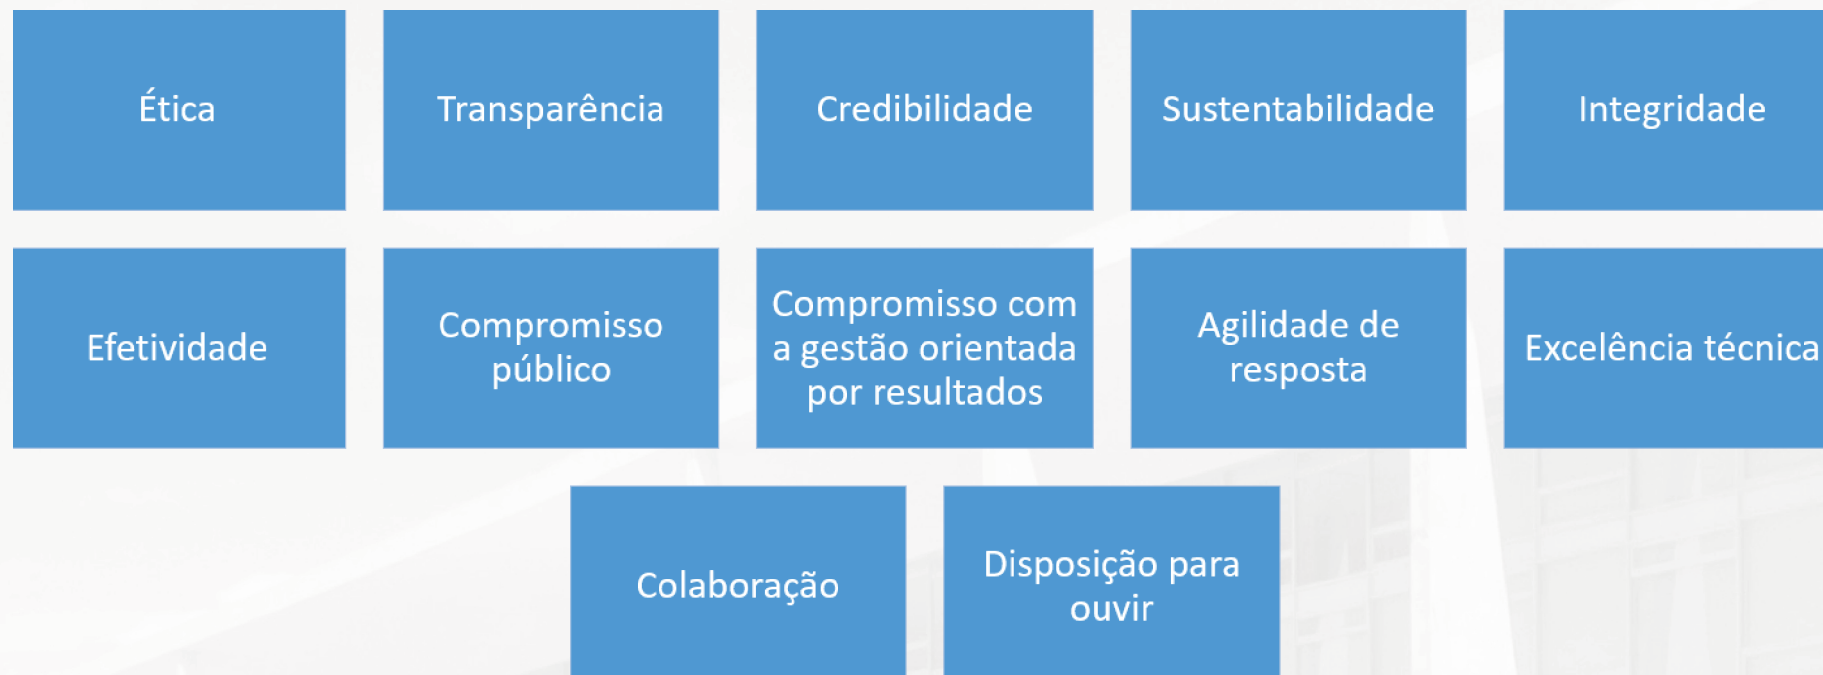 Ética
Transparência
Credibilidade
Sustentabilidade
Integridade
Efetividade
Compromisso
público
Compromisso com
a gestão orientada
por resultados
Agilidade de
resposta
Excelência técnica
Colaboração
Disposição para
ouvir